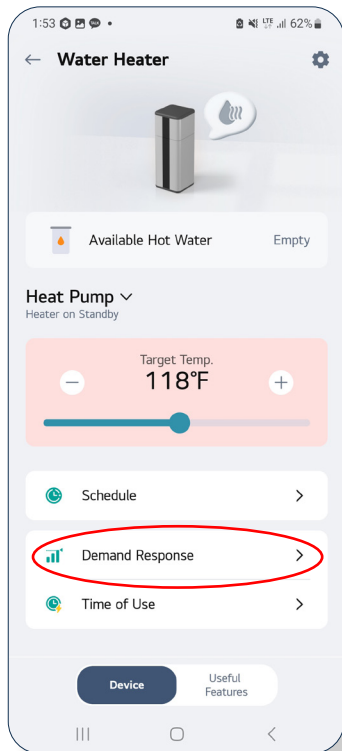 1:53 LTE 62%
Water Heater
Available Hot Water Empty
Heat Pump
Heater on Standby
Target Temp.
118°F
Schedule
Demand Response
Time of Use
Device Useful
Features